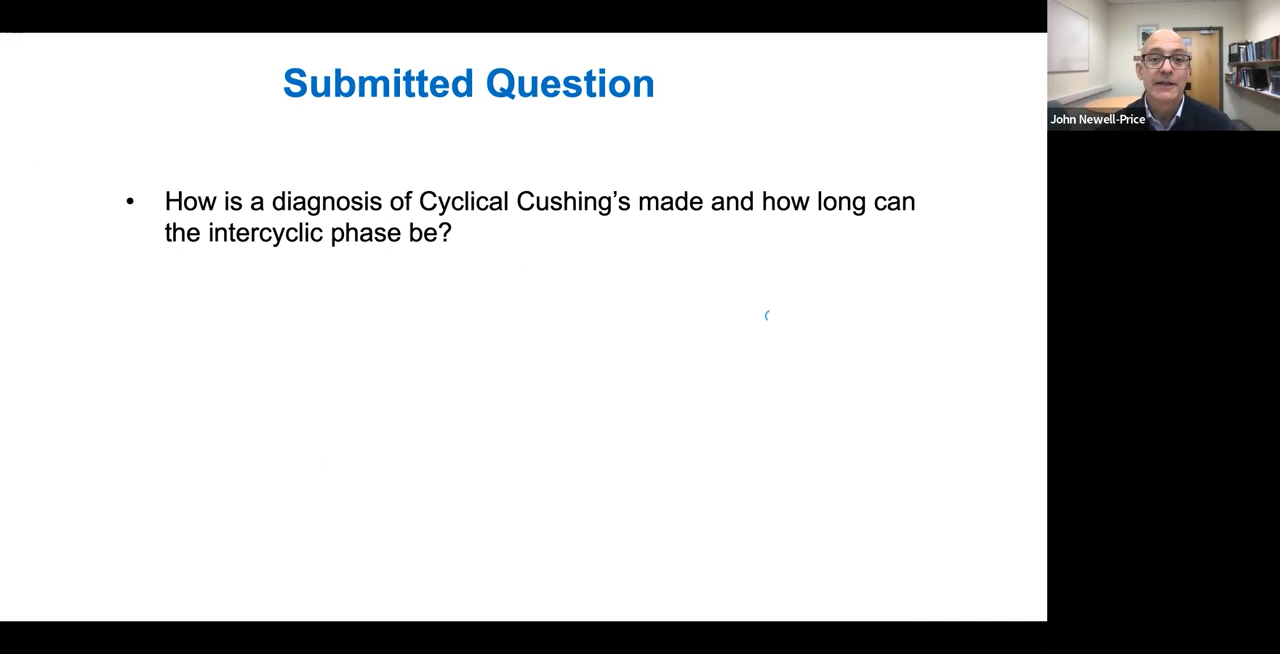 Submitted Question
• How is a diagnosis of Cyclical Cushing’s made and how long can
the intercyclic phase be?
John Newell-Price